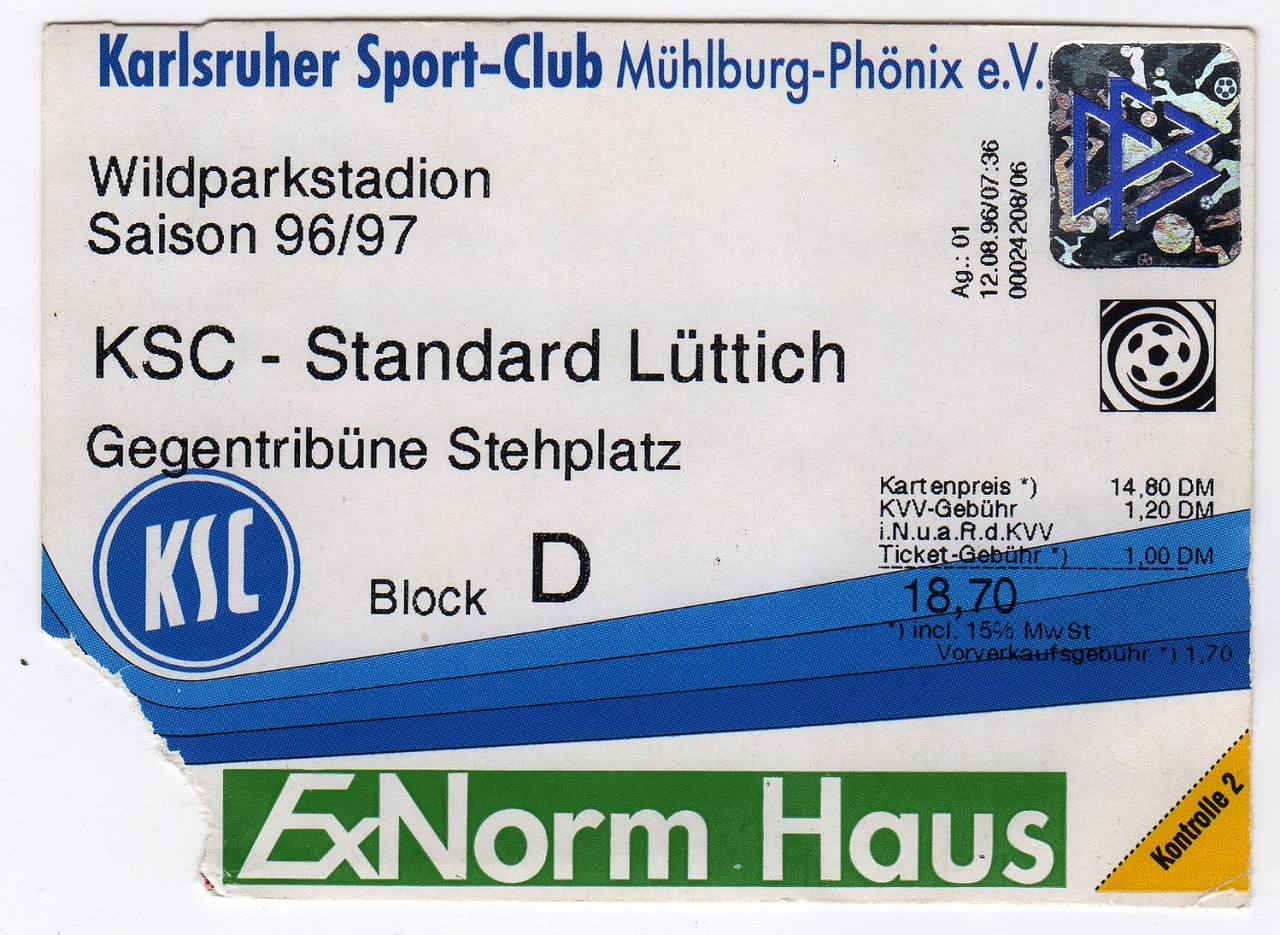 Karlsruher Sport-Club Mühlburg-Phönix e.V.
Wildparkstadion
Saison 96/97
Ag.: 01
12.08.96/07:36
00024208/06
KSC - Standard Lüttich
Gegentribüne Stehplatz
KSC
Block D
Kartenpreis *) 14,80 DM
KVV-Gebühr 1,20 DM
i.N.u.a.R.d.KVV
Ticket-Gebühr *) 1,00 DM
18,70
*) incl. 15% MwSt
Vorverkaufsgebühr *) 1,70
ExNorm Haus
Kontrolle 2